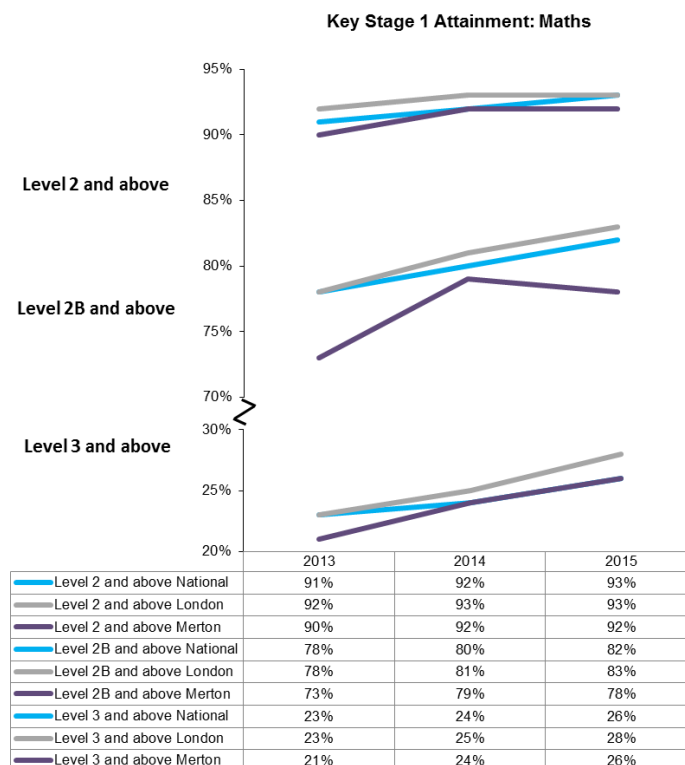 Key Stage 1 Attainment: Maths
95%
90%
Level 2 and above
85%
80%
Level 2B and above
75%
70%
30%
Level 3 and above
25%
20%
2013 2014 2015
Level 2 and above National 91% 92% 93%
Level 2 and above London 92% 93% 93%
Level 2 and above Merton 90% 92% 92%
Level 2B and above National 78% 80% 82%
Level 2B and above London 78% 81% 83%
Level 2B and above Merton 73% 79% 78%
Level 3 and above National 23% 24% 26%
Level 3 and above London 23% 25% 28%
Level 3 and above Merton 21% 24% 26%